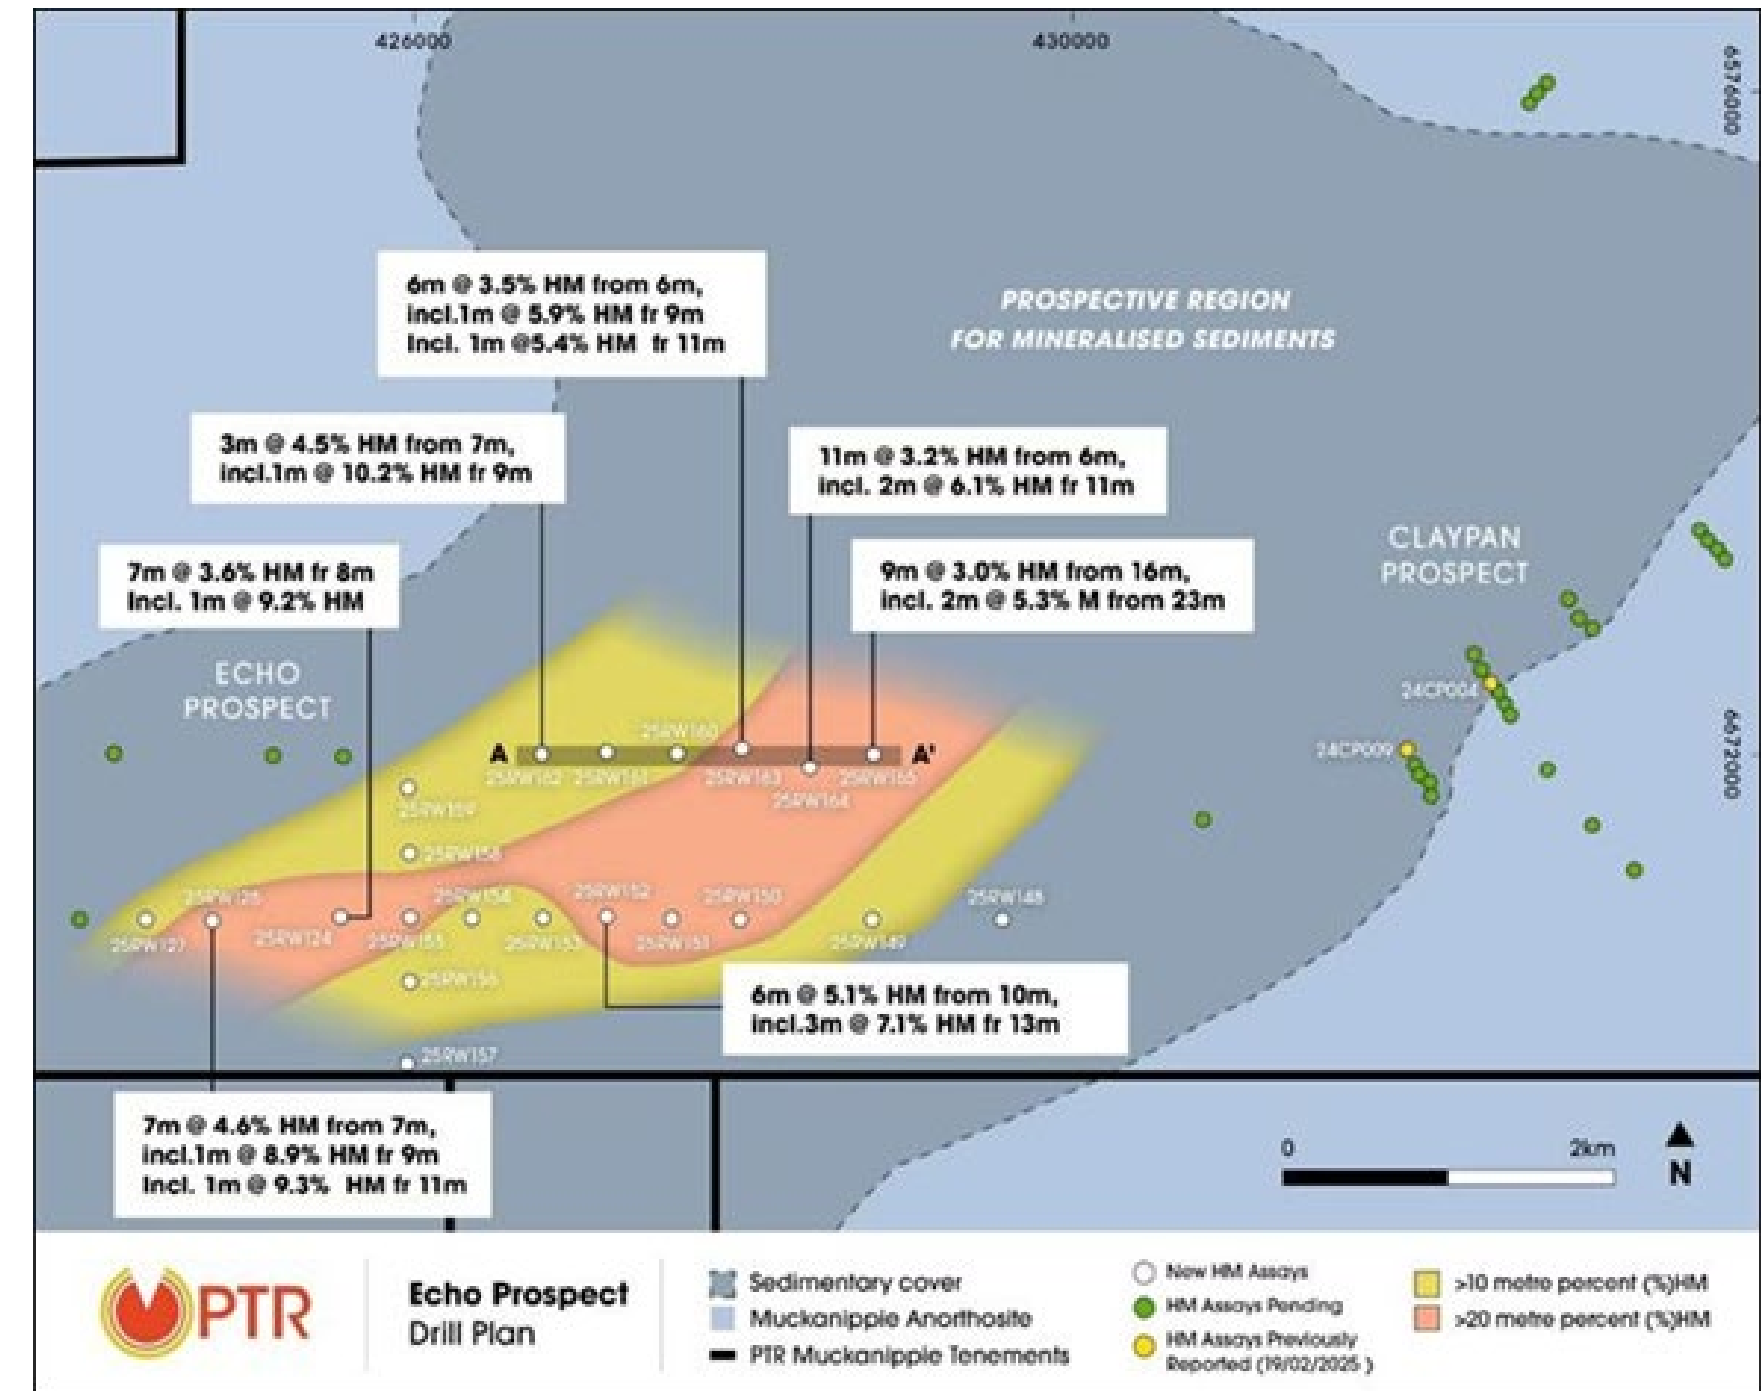 426000
430000
6576000
6m @ 3.5% HM from 6m,
incl.1m @ 5.9% HM fr 9m
Incl. 1m @5.4% HM fr 11m
PROSPECTIVE REGION
FOR MINERALISED SEDIMENTS
3m @ 4.5% HM from 7m,
incl.1m @ 10.2% HM fr 9m
11m @ 3.2% HM from 6m,
incl. 2m @ 6.1% HM fr 11m
CLAYPAN
PROSPECT
7m @ 3.6% HM fr 8m
Incl. 1m @ 9.2% HM
9m @ 3.0% HM from 16m,
incl. 2m @ 5.3% M from 23m
ECHO
PROSPECT
24CP004
24CP009
6672000
25RW160
A
A'
25RW162
25RW161
25RW163
25RW165
25RW164
25RW159
25RW158
25RW126
25RW154
25RW152
25RW150
25RW148
25RW127
25RW124
25RW155
25RW153
25RW151
25RW149
25RW156
6m @ 5.1% HM from 10m,
incl.3m @ 7.1% HM fr 13m
25RW157
7m @ 4.6% HM from 7m,
incl.1m @ 8.9% HM fr 9m
Incl. 1m @ 9.3% HM fr 11m
0
2km
N
PTR
Echo Prospect
Drill Plan
Sedimentary cover
Muckanippie Anorthosite
PTR Muckanippie Tenements
New HM Assays
HM Assays Pending
HM Assays Previously
Reported (19/02/2025 )
>10 metre percent (%)HM
>20 metre percent (%)HM